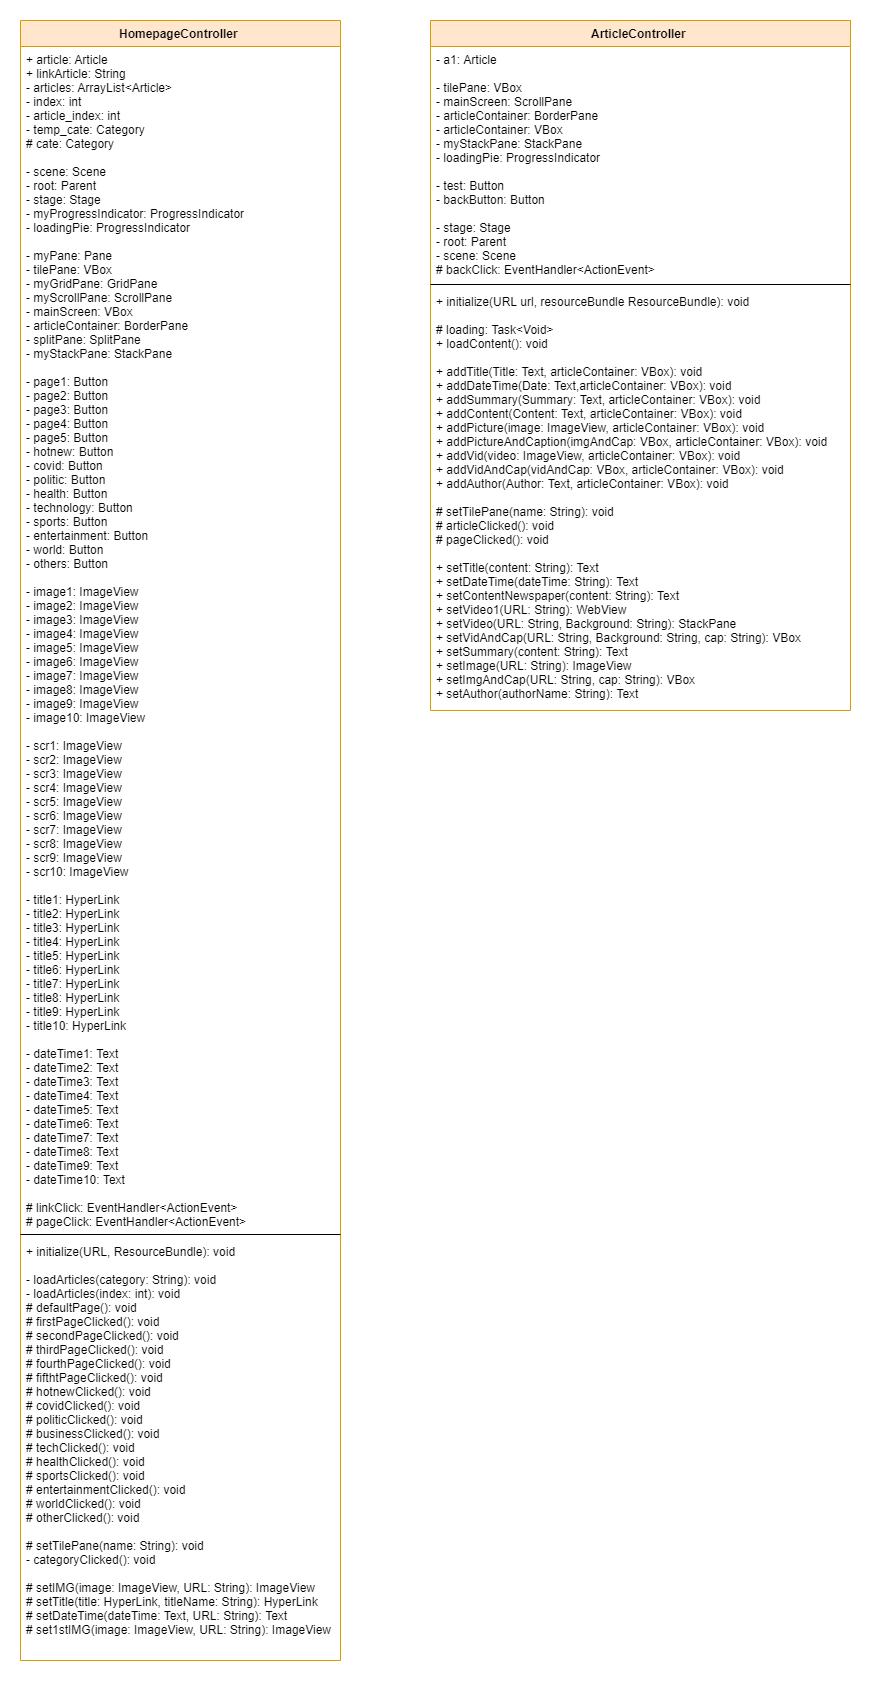 HomepageController
+ article: Article
+ linkArticle: String
- articles: ArrayList<Article>
- index: int
- article_index: int
- temp_cate: Category
# cate: Category
- scene: Scene
- root: Parent
- stage: Stage
- myProgressIndicator: ProgressIndicator
- loadingPie: ProgressIndicator
- myPane: Pane
- tilePane: VBox
- myGridPane: GridPane
- myScrollPane: ScrollPane
- mainScreen: VBox
- articleContainer: BorderPane
- splitPane: SplitPane
- myStackPane: StackPane
- page1: Button
- page2: Button
- page3: Button
- page4: Button
- page5: Button
- hotnew: Button
- covid: Button
- politic: Button
- health: Button
- technology: Button
- sports: Button
- entertainment: Button
- world: Button
- others: Button
- image1: ImageView
- image2: ImageView
- image3: ImageView
- image4: ImageView
- image5: ImageView
- image6: ImageView
- image7: ImageView
- image8: ImageView
- image9: ImageView
- image10: ImageView
- scr1: ImageView
- scr2: ImageView
- scr3: ImageView
- scr4: ImageView
- scr5: ImageView
- scr6: ImageView
- scr7: ImageView
- scr8: ImageView
- scr9: ImageView
- scr10: ImageView
- title1: HyperLink
- title2: HyperLink
- title3: HyperLink
- title4: HyperLink
- title5: HyperLink
- title6: HyperLink
- title7: HyperLink
- title8: HyperLink
- title9: HyperLink
- title10: HyperLink
- dateTime1: Text
- dateTime2: Text
- dateTime3: Text
- dateTime4: Text
- dateTime5: Text
- dateTime6: Text
- dateTime7: Text
- dateTime8: Text
- dateTime9: Text
- dateTime10: Text
# linkClick: EventHandler<ActionEvent>
# pageClick: EventHandler<ActionEvent>
+ initialize(URL, ResourceBundle): void
- loadArticles(category: String): void
- loadArticles(index: int): void
# defaultPage(): void
# firstPageClicked(): void
# secondPageClicked(): void
# thirdPageClicked(): void
# fourthPageClicked(): void
# fifthtPageClicked(): void
# hotnewClicked(): void
# covidClicked(): void
# politicClicked(): void
# businessClicked(): void
# techClicked(): void
# healthClicked(): void
# sportsClicked(): void
# entertainmentClicked(): void
# worldClicked(): void
# otherClicked(): void
# setTilePane(name: String): void
- categoryClicked(): void
# setIMG(image: ImageView, URL: String): ImageView
# setTitle(title: HyperLink, titleName: String): HyperLink
# setDateTime(dateTime: Text, URL: String): Text
# set1stIMG(image: ImageView, URL: String): ImageView
ArticleController
- a1: Article
- tilePane: VBox
- mainScreen: ScrollPane
- articleContainer: BorderPane
- articleContainer: VBox
- myStackPane: StackPane
- loadingPie: ProgressIndicator
- test: Button
- backButton: Button
- stage: Stage
- root: Parent
- scene: Scene
# backClick: EventHandler<ActionEvent>
+ initialize(URL url, resourceBundle ResourceBundle): void
# loading: Task<Void>
+ loadContent(): void
+ addTitle(Title: Text, articleContainer: VBox): void
+ addDateTime(Date: Text,articleContainer: VBox): void
+ addSummary(Summary: Text, articleContainer: VBox): void
+ addContent(Content: Text, articleContainer: VBox): void
+ addPicture(image: ImageView, articleContainer: VBox): void
+ addPictureAndCaption(imgAndCap: VBox, articleContainer: VBox): void
+ addVid(video: ImageView, articleContainer: VBox): void
+ addVidAndCap(vidAndCap: VBox, articleContainer: VBox): void
+ addAuthor(Author: Text, articleContainer: VBox): void
# setTilePane(name: String): void
# articleClicked(): void
# pageClicked(): void
+ setTitle(content: String): Text
+ setDateTime(dateTime: String): Text
+ setContentNewspaper(content: String): Text
+ setVideo1(URL: String): WebView
+ setVideo(URL: String, Background: String): StackPane
+ setVidAndCap(URL: String, Background: String, cap: String): VBox
+ setSummary(content: String): Text
+ setImage(URL: String): ImageView
+ setImgAndCap(URL: String, cap: String): VBox
+ setAuthor(authorName: String): Text